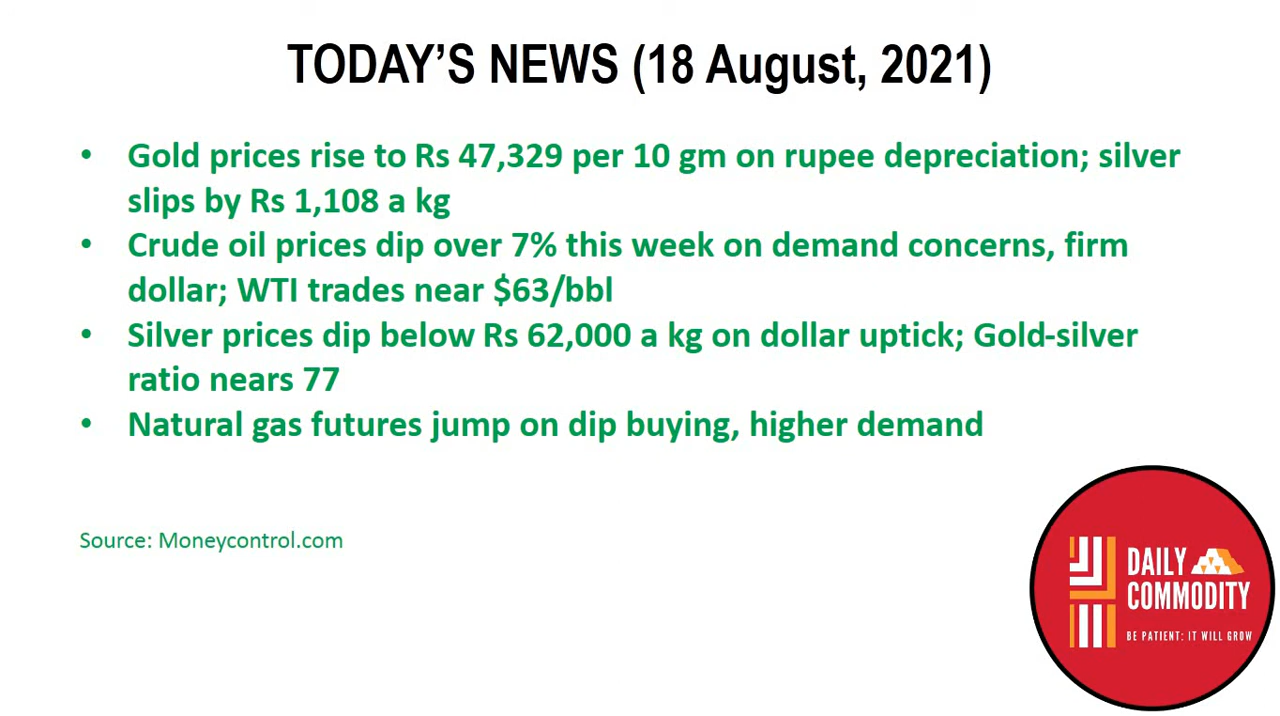 TODAY'S NEWS (18 August, 2021)
• Gold prices rise to Rs 47,329 per 10 gm on rupee depreciation; silver
slips by Rs 1,108 a kg
• Crude oil prices dip over 7% this week on demand concerns, firm
dollar; WTI trades near $63/bbl
• Silver prices dip below Rs 62,000 a kg on dollar uptick; Gold-silver
ratio nears 77
• Natural gas futures jump on dip buying, higher demand
Source: Moneycontrol.com
DAILY
COMMODITY
BE PATIENT: IT WILL GROW